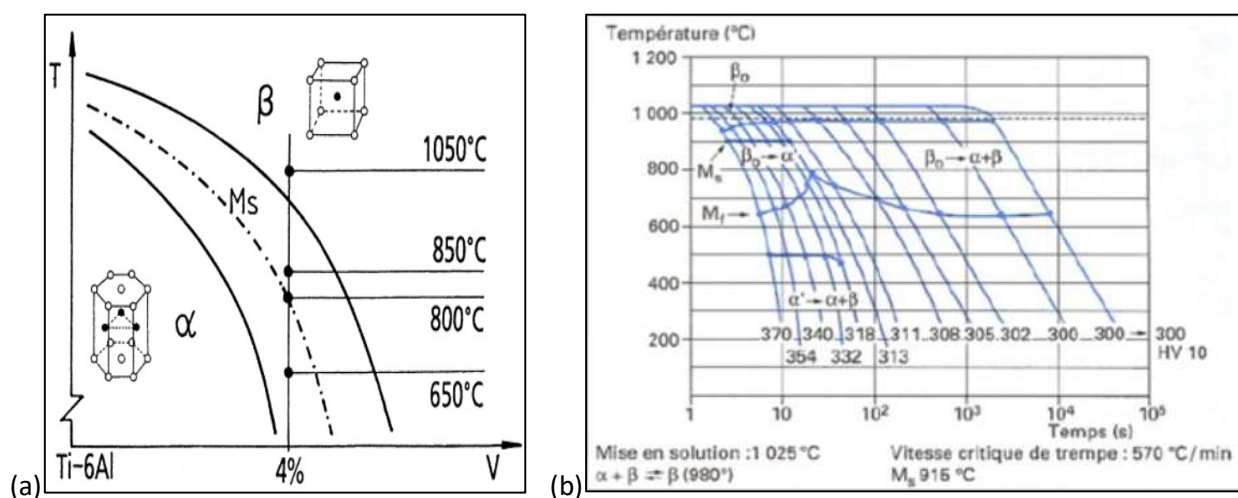 (a)
T
β
1050°C
Ms
850°C
α
800°C
650°C
Ti-6Al
4%
V
(b)
Température (°C)
1 200
β₀
1 000
800
Mₛ
β₀→α'
β₀→α+β
600
M_f
400
α'→α+β
200
370 340 318 311 308 305 302 300 300 → 300
354 332 313
HV 10
1 10 10² 10³ 10⁴ 10⁵
Temps (s)
Mise en solution : 1 025 °C
Vitesse critique de trempe : 570 °C/min
α + β ⇌ β (980°)
Mₛ 915 °C